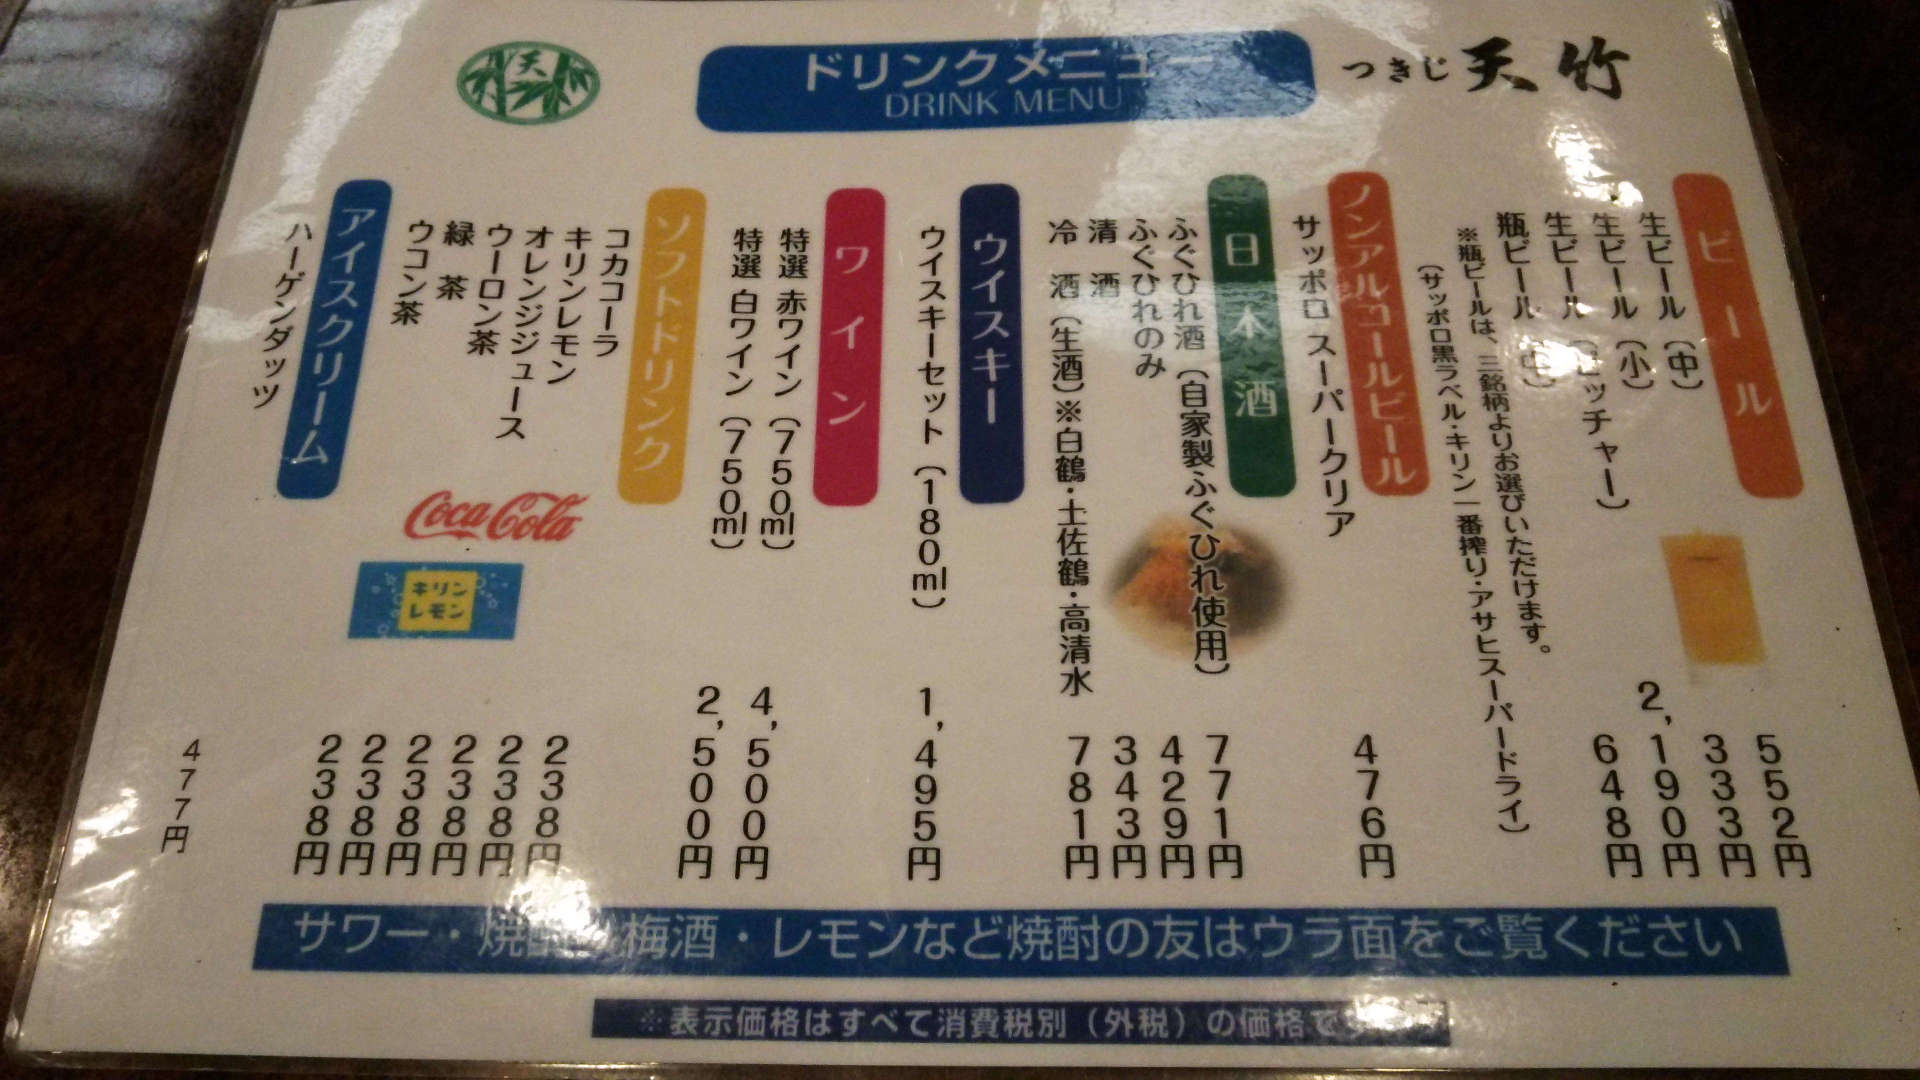 天
ドリンクメニュー
DRINK MENU
つきじ 天竹
ビール
生ビール (中) 552円
生ビール (小) 333円
生ビール (ピッチャー) 2,190円
瓶ビール (中) 648円
※瓶ビールは、三銘柄よりお選びいただけます。
(サッポロ黒ラベル・キリン一番搾り・アサヒスーパードライ)
ノンアルコールビール
サッポロ スーパークリア 476円
日本酒
ふぐひれ酒 (自家製ふぐひれ使用) 771円
ふぐひれのみ 429円
清 酒 343円
冷 酒 (生酒)※白鶴・土佐鶴・高清水 781円
ウイスキー
ウイスキーセット (180ml) 1,495円
ワイン
特選 赤ワイン (750ml) 4,500円
特選 白ワイン (750ml) 2,500円
ソフトドリンク
コカコーラ 238円
キリンレモン 238円
オレンジジュース 238円
ウーロン茶 238円
緑 茶 238円
ウコン茶 238円
Coca Cola
キリン
レモン
アイスクリーム
ハーゲンダッツ 477円
サワー・焼酎・梅酒・レモンなど焼酎の友はウラ面をご覧ください
※表示価格はすべて消費税別(外税)の価格で